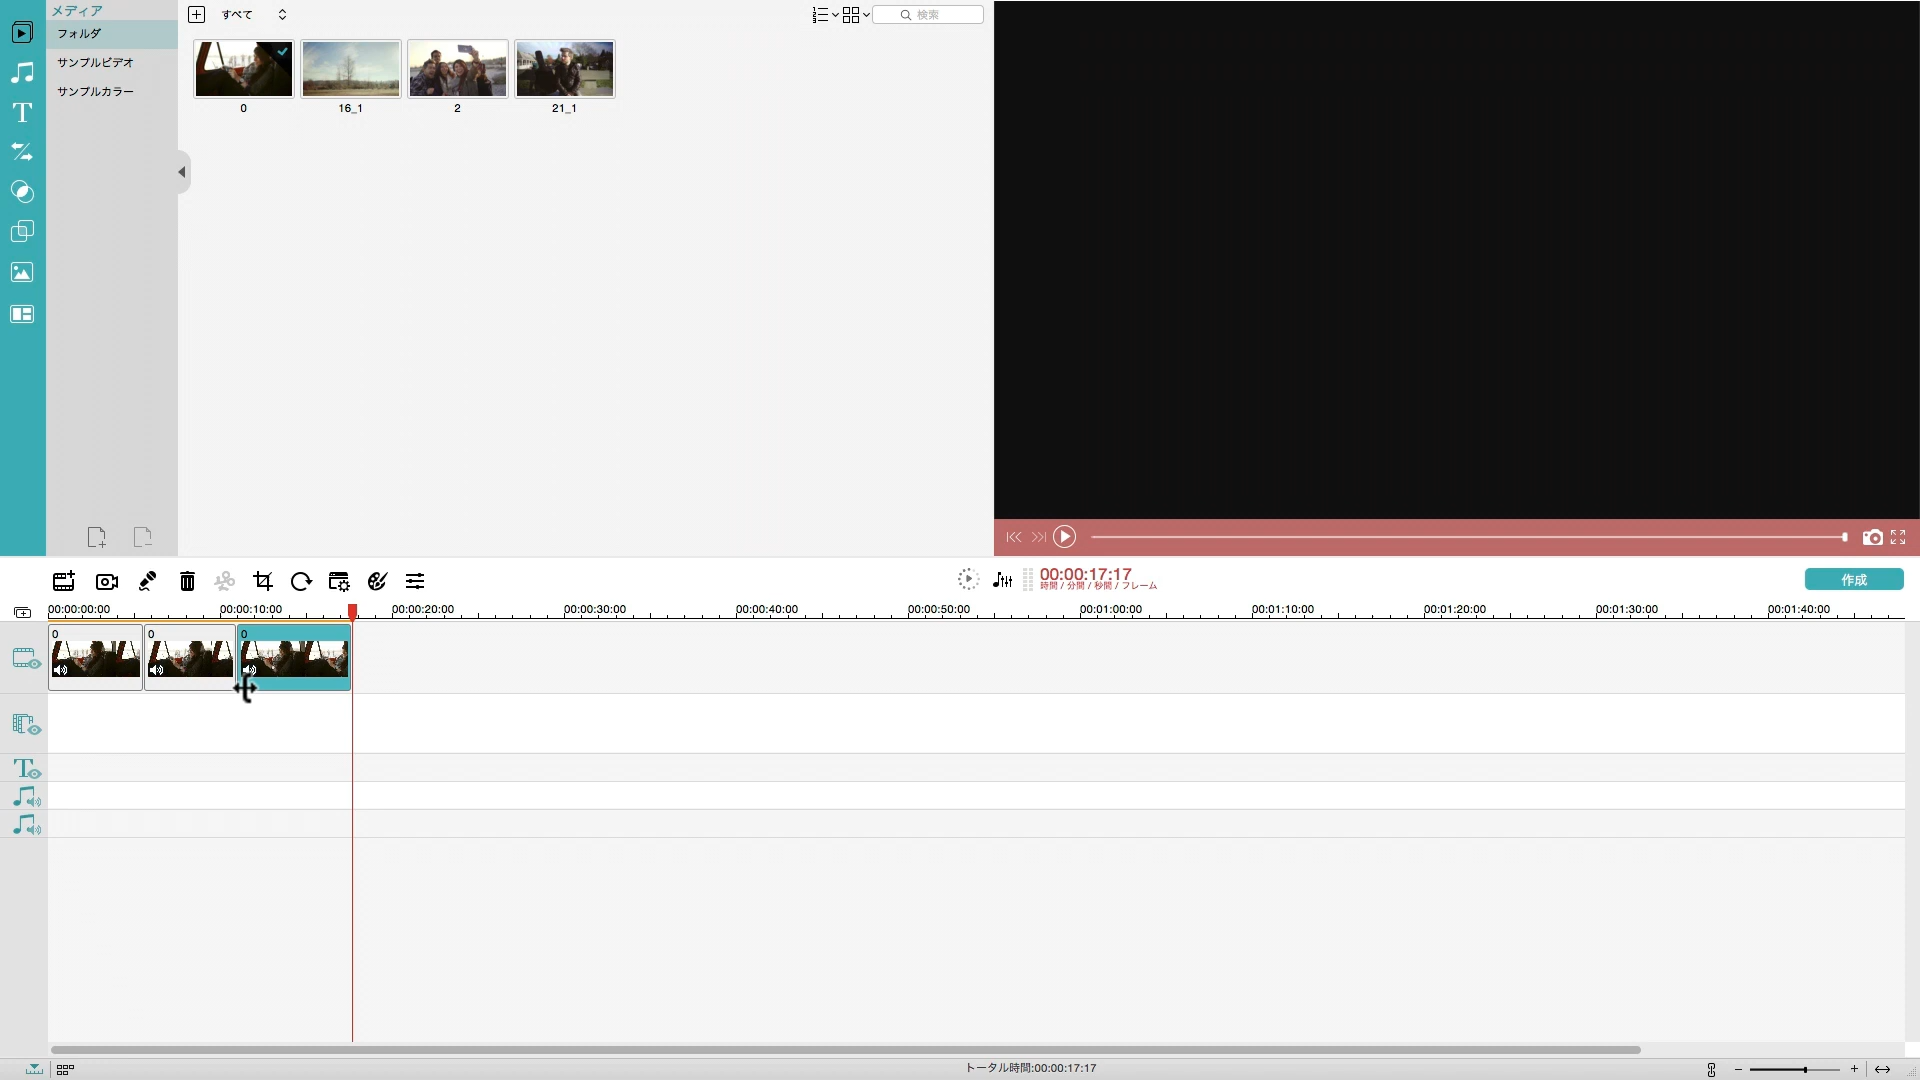 メディア
すべて
検索
フォルダ
サンプルビデオ
サンプルカラー
0
16_1
2
21_1
00:00:17:17
時間 / 分間 / 秒間 / フレーム
作成
00:00:00:00
00:00:10:00
00:00:20:00
00:00:30:00
00:00:40:00
00:00:50:00
00:01:00:00
00:01:10:00
00:01:20:00
00:01:30:00
00:01:40:00
0
0
0
トータル時間:00:00:17:17